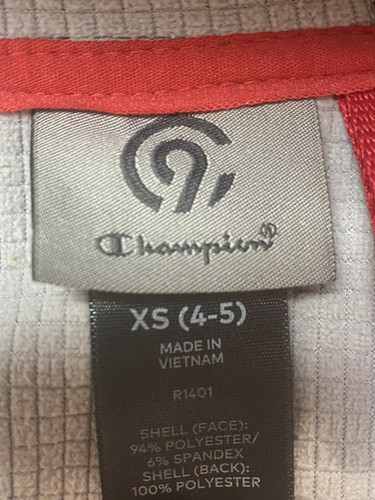 Champion®
XS (4-5)
MADE IN
VIETNAM
R1401
SHELL (FACE):
94% POLYESTER/
6% SPANDEX
SHELL (BACK):
100% POLYESTER